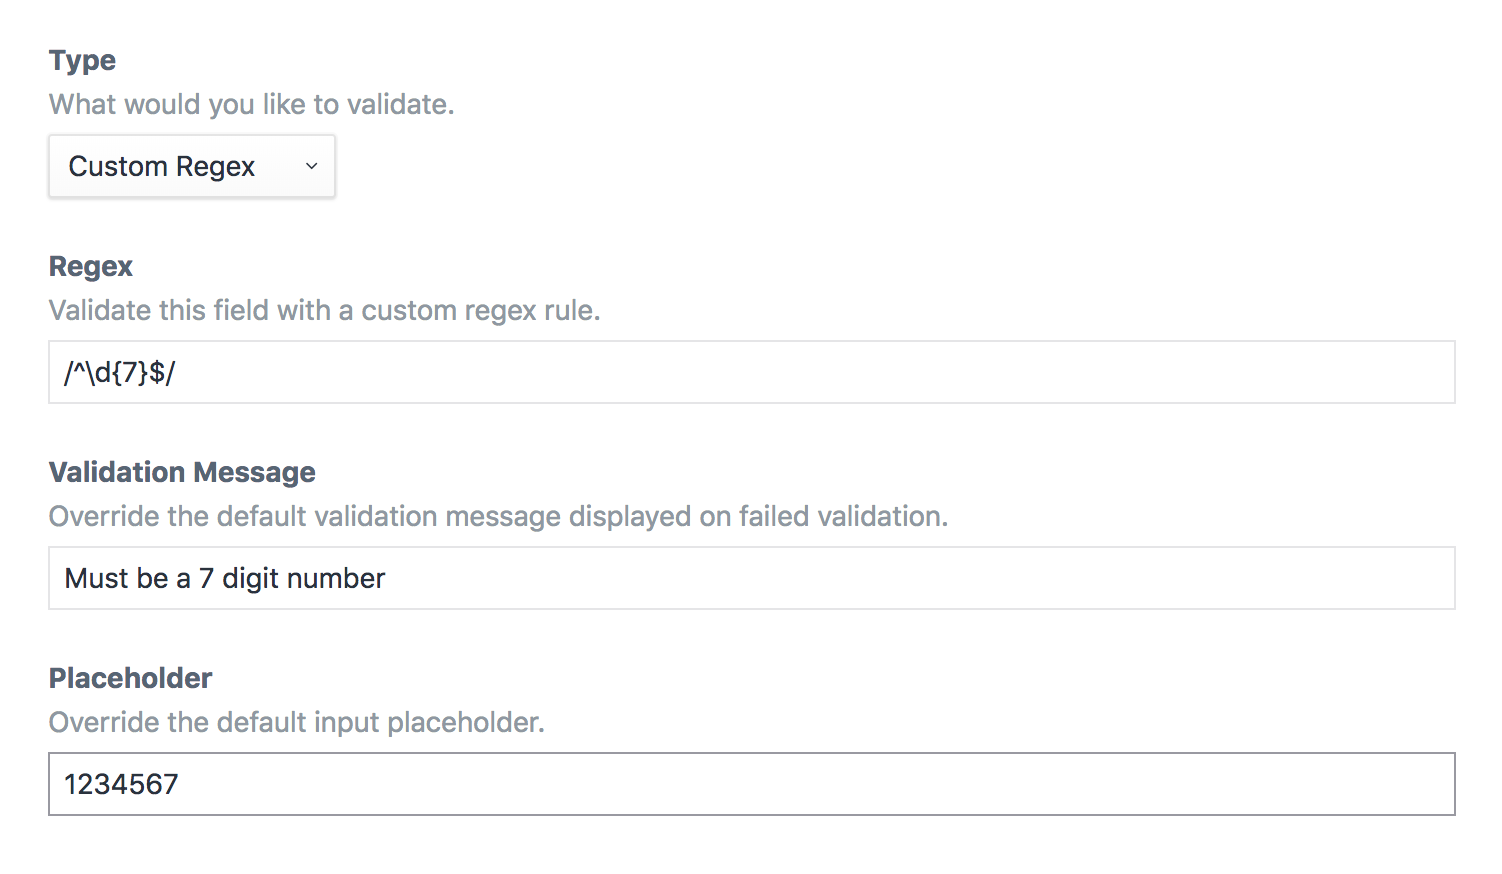 Type
What would you like to validate.
Custom Regex
Regex
Validate this field with a custom regex rule.
/^\d{7}$/
Validation Message
Override the default validation message displayed on failed validation.
Must be a 7 digit number
Placeholder
Override the default input placeholder.
1234567